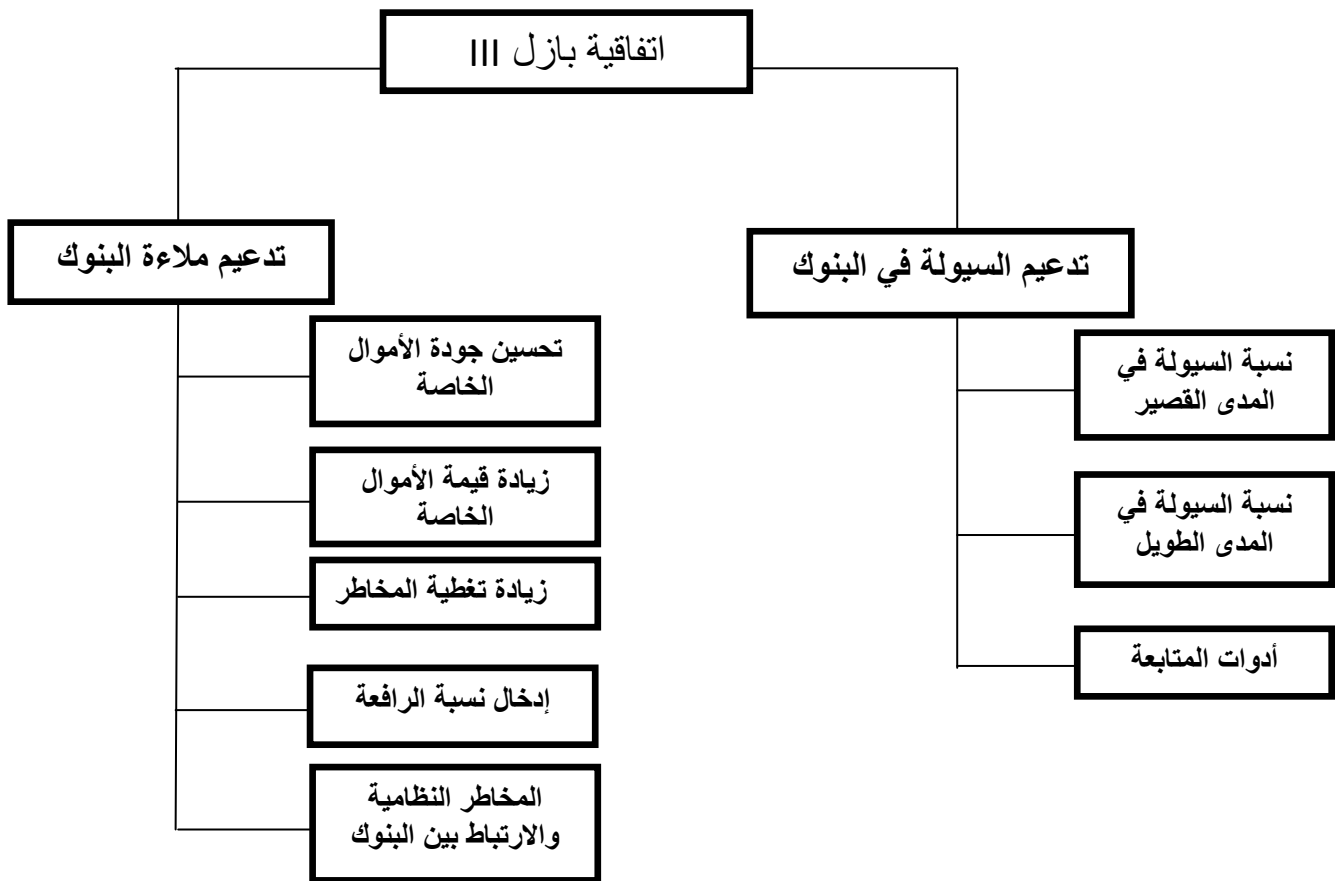 اتفاقية بازل III
تدعيم السيولة في البنوك
نسبة السيولة في
المدى القصير
نسبة السيولة في
المدى الطويل
أدوات المتابعة
تدعيم ملاءة البنوك
تحسين جودة الأموال
الخاصة
زيادة قيمة الأموال
الخاصة
زيادة تغطية المخاطر
إدخال نسبة الرافعة
المخاطر النظامية
والارتباط بين البنوك